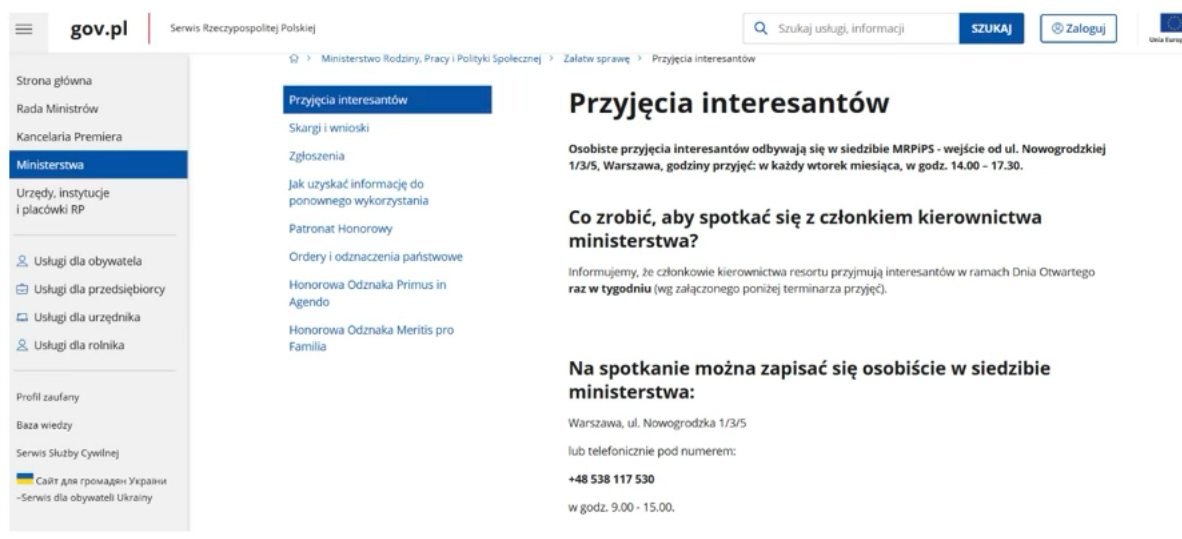 gov.pl
Serwis Rzeczypospolitej Polskiej
Szukaj usługi, informacji
SZUKAJ
Zaloguj
Strona główna
Rada Ministrów
Kancelaria Premiera
Ministerstwa
Urzędy, instytucje
i placówki RP
Usługi dla obywatela
Usługi dla przedsiębiorcy
Usługi dla urzędnika
Usługi dla rolnika
Profil zaufany
Baza wiedzy
Serwis Służby Cywilnej
Сайт для громадян України
–Serwis dla obywateli Ukrainy
> Ministerstwo Rodziny, Pracy i Polityki Społecznej > Załatw sprawę > Przyjęcia interesantów
Przyjęcia interesantów
Skargi i wnioski
Zgłoszenia
Jak uzyskać informację do
ponownego wykorzystania
Patronat Honorowy
Ordery i odznaczenia państwowe
Honorowa Odznaka Primus in
Agendo
Honorowa Odznaka Meritis pro
Familia
Przyjęcia interesantów
Osobiste przyjęcia interesantów odbywają się w siedzibie MRPiPS - wejście od ul. Nowogrodzkiej
1/3/5, Warszawa, godziny przyjęć: w każdy wtorek miesiąca, w godz. 14.00 – 17.30.
Co zrobić, aby spotkać się z członkiem kierownictwa
ministerstwa?
Informujemy, że członkowie kierownictwa resortu przyjmują interesantów w ramach Dnia Otwartego
raz w tygodniu (wg załączonego poniżej terminarza przyjęć).
Na spotkanie można zapisać się osobiście w siedzibie
ministerstwa:
Warszawa, ul. Nowogrodzka 1/3/5
lub telefonicznie pod numerem:
+48 538 117 530
w godz. 9.00 - 15.00.